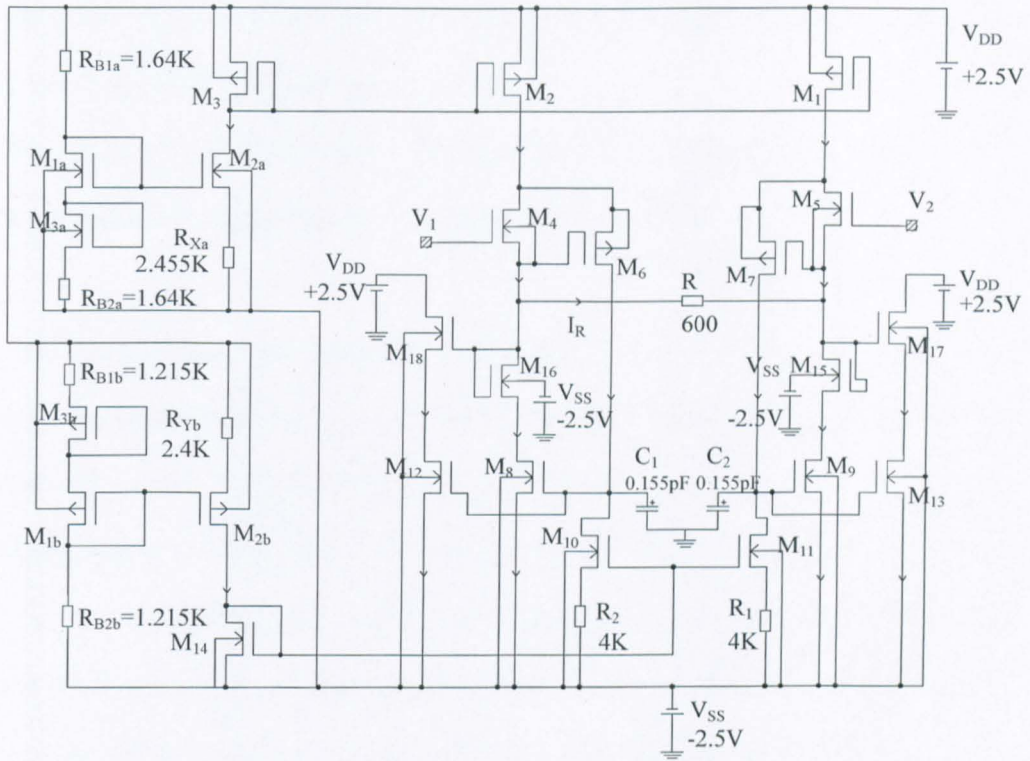 R_B1a=1.64K
M_3
M_2
M_1
V_DD
+2.5V
M_1a
M_2a
M_3a
R_Xa
2.455K
R_B2a=1.64K
V_1
M_4
M_6
M_5
V_2
M_7
V_DD
+2.5V
I_R
R
600
V_DD
+2.5V
M_18
M_16
V_SS
-2.5V
V_SS
-2.5V
M_15
M_17
R_B1b=1.215K
R_Yb
2.4K
M_12
M_8
C_1
0.155pF
C_2
0.155pF
M_9
M_13
M_1b
M_2b
M_10
M_11
R_B2b=1.215K
M_14
R_2
4K
R_1
4K
V_SS
-2.5V